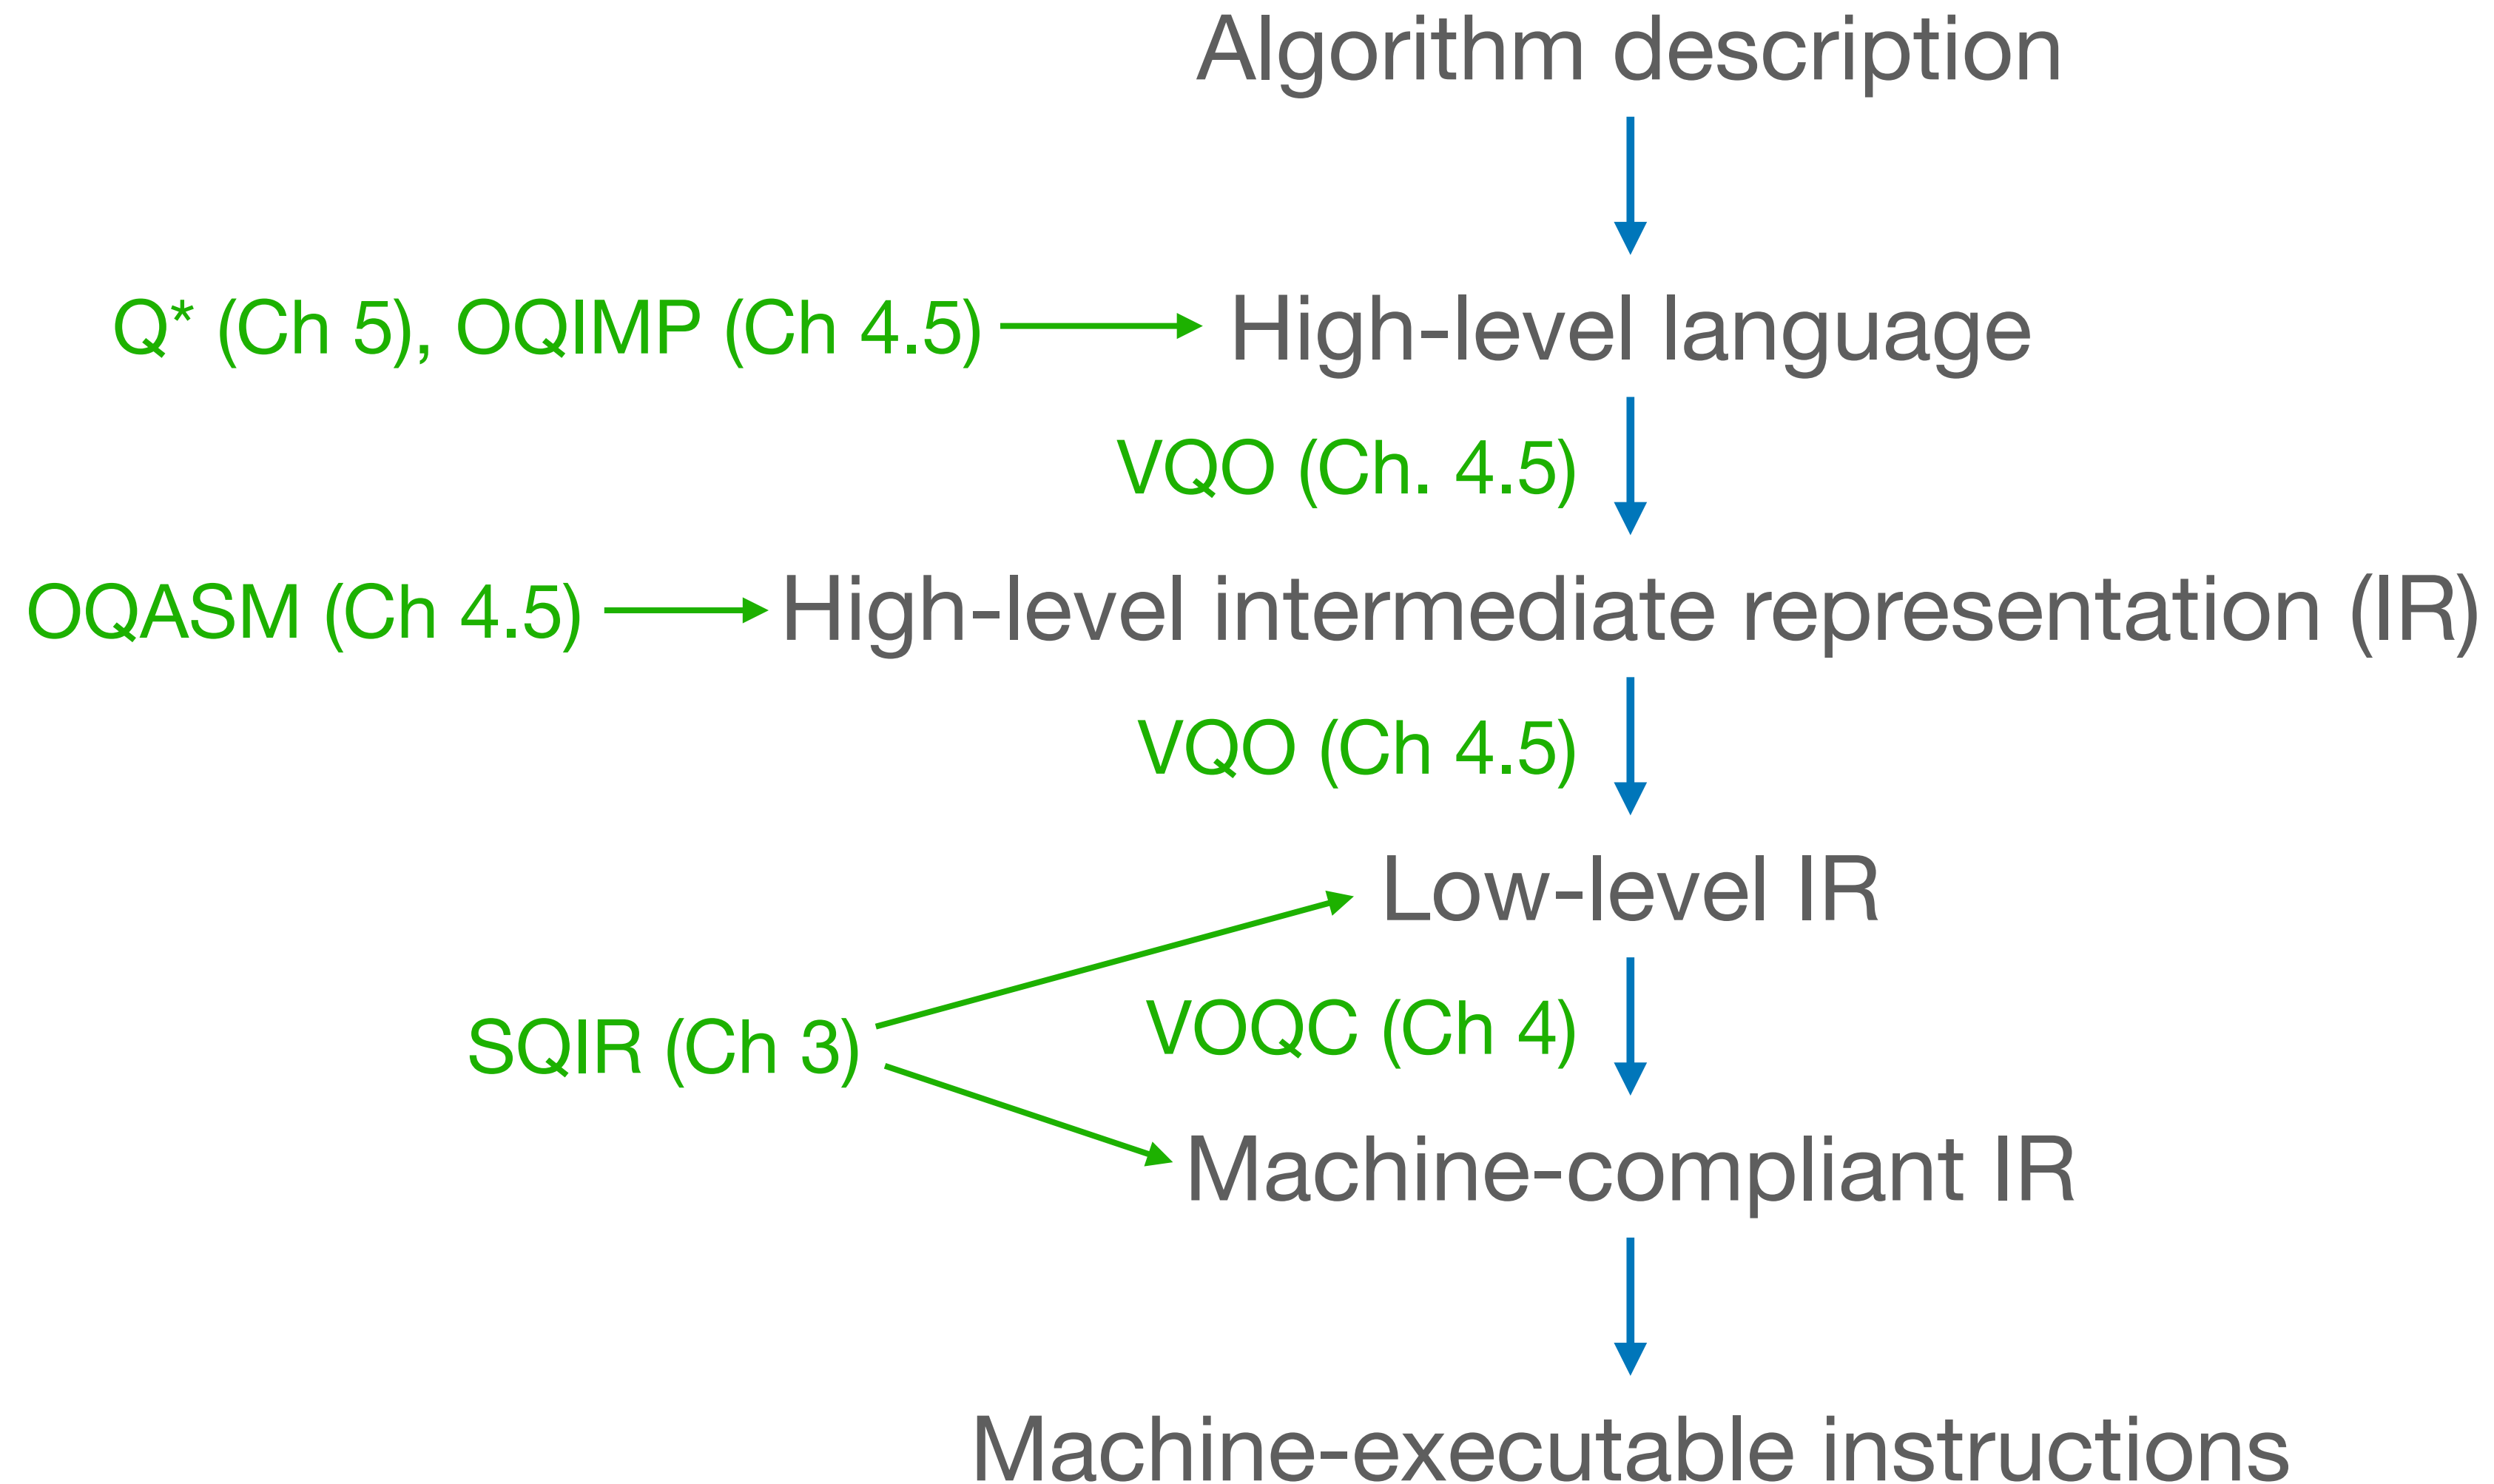 Algorithm description
Q* (Ch 5), OQIMP (Ch 4.5)
High-level language
VQO (Ch. 4.5)
OQASM (Ch 4.5)
High-level intermediate representation (IR)
VQO (Ch 4.5)
Low-level IR
SQIR (Ch 3)
VOQC (Ch 4)
Machine-compliant IR
Machine-executable instructions